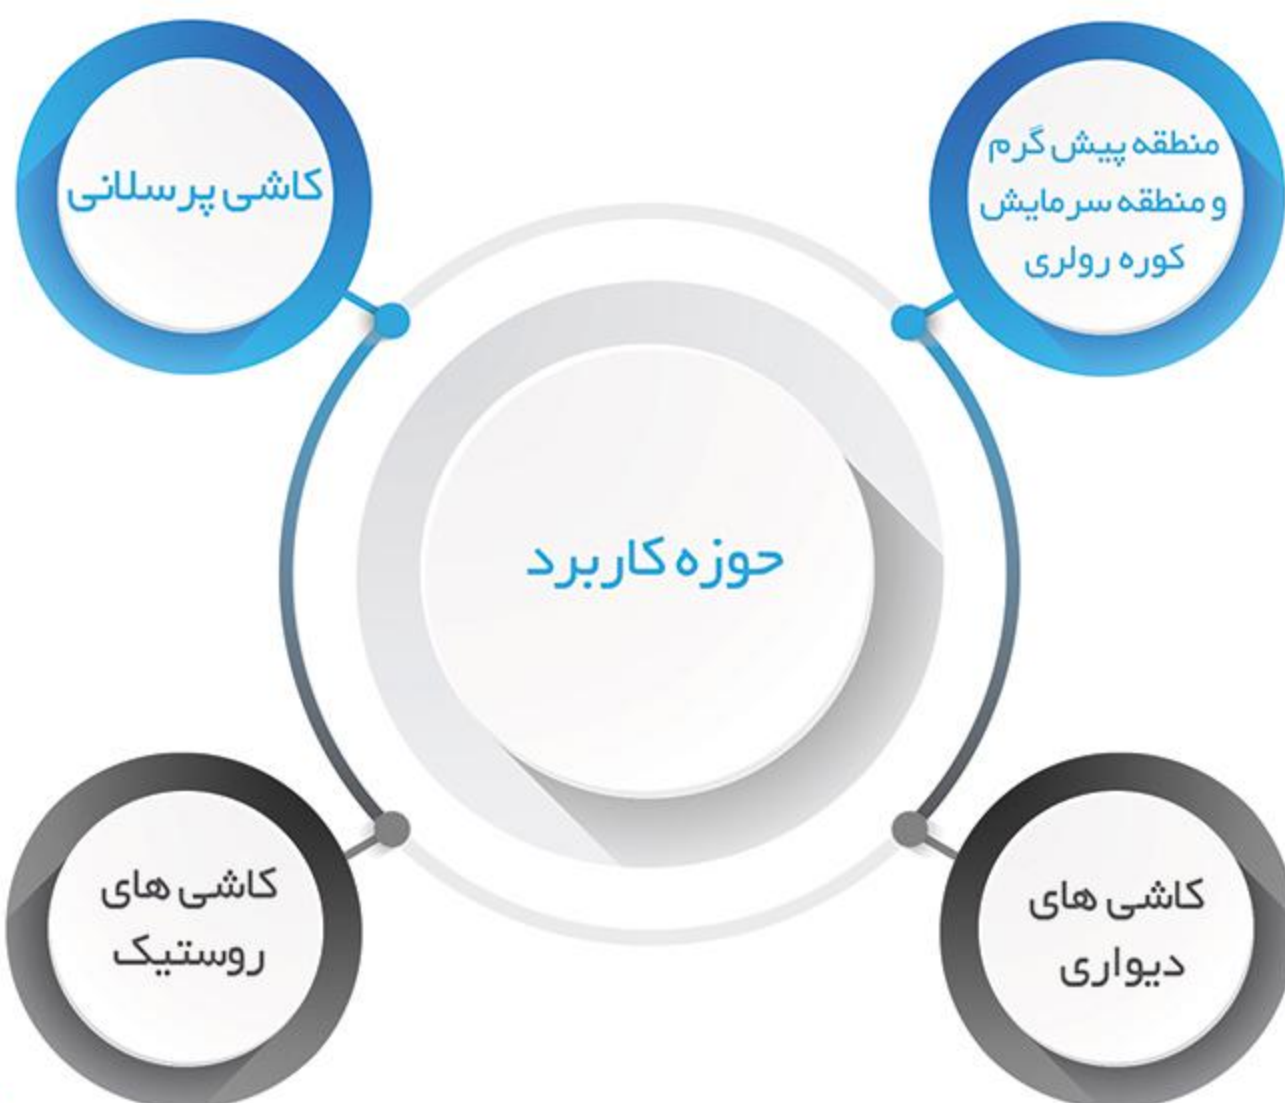 منطقه پیش گرم
و منطقه سرمایش
کوره رولری
کاشی پرسلانی
حوزه کاربرد
کاشی های
دیواری
کاشی های
روستیک